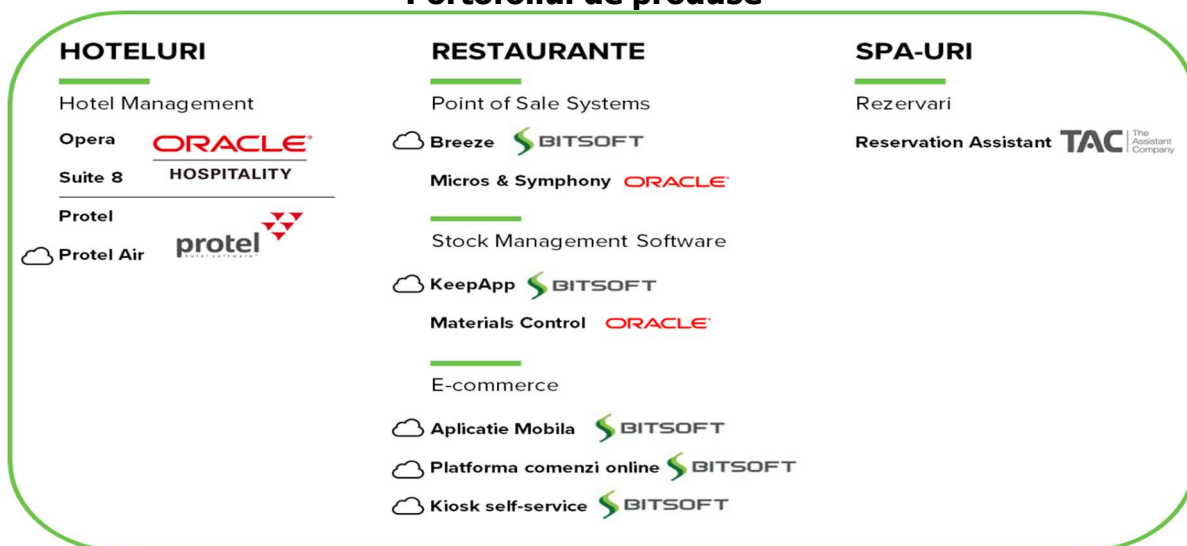 Portofoliul de produse
HOTELURI
Hotel Management
Opera
Suite 8
ORACLE
HOSPITALITY
Protel
Protel Air
protel
hotel software
RESTAURANTE
Point of Sale Systems
Breeze BITSOFT
Micros & Symphony ORACLE
Stock Management Software
KeepApp BITSOFT
Materials Control ORACLE
E-commerce
Aplicatie Mobila BITSOFT
Platforma comenzi online BITSOFT
Kiosk self-service BITSOFT
SPA-URI
Rezervari
Reservation Assistant TAC The Assistant Company